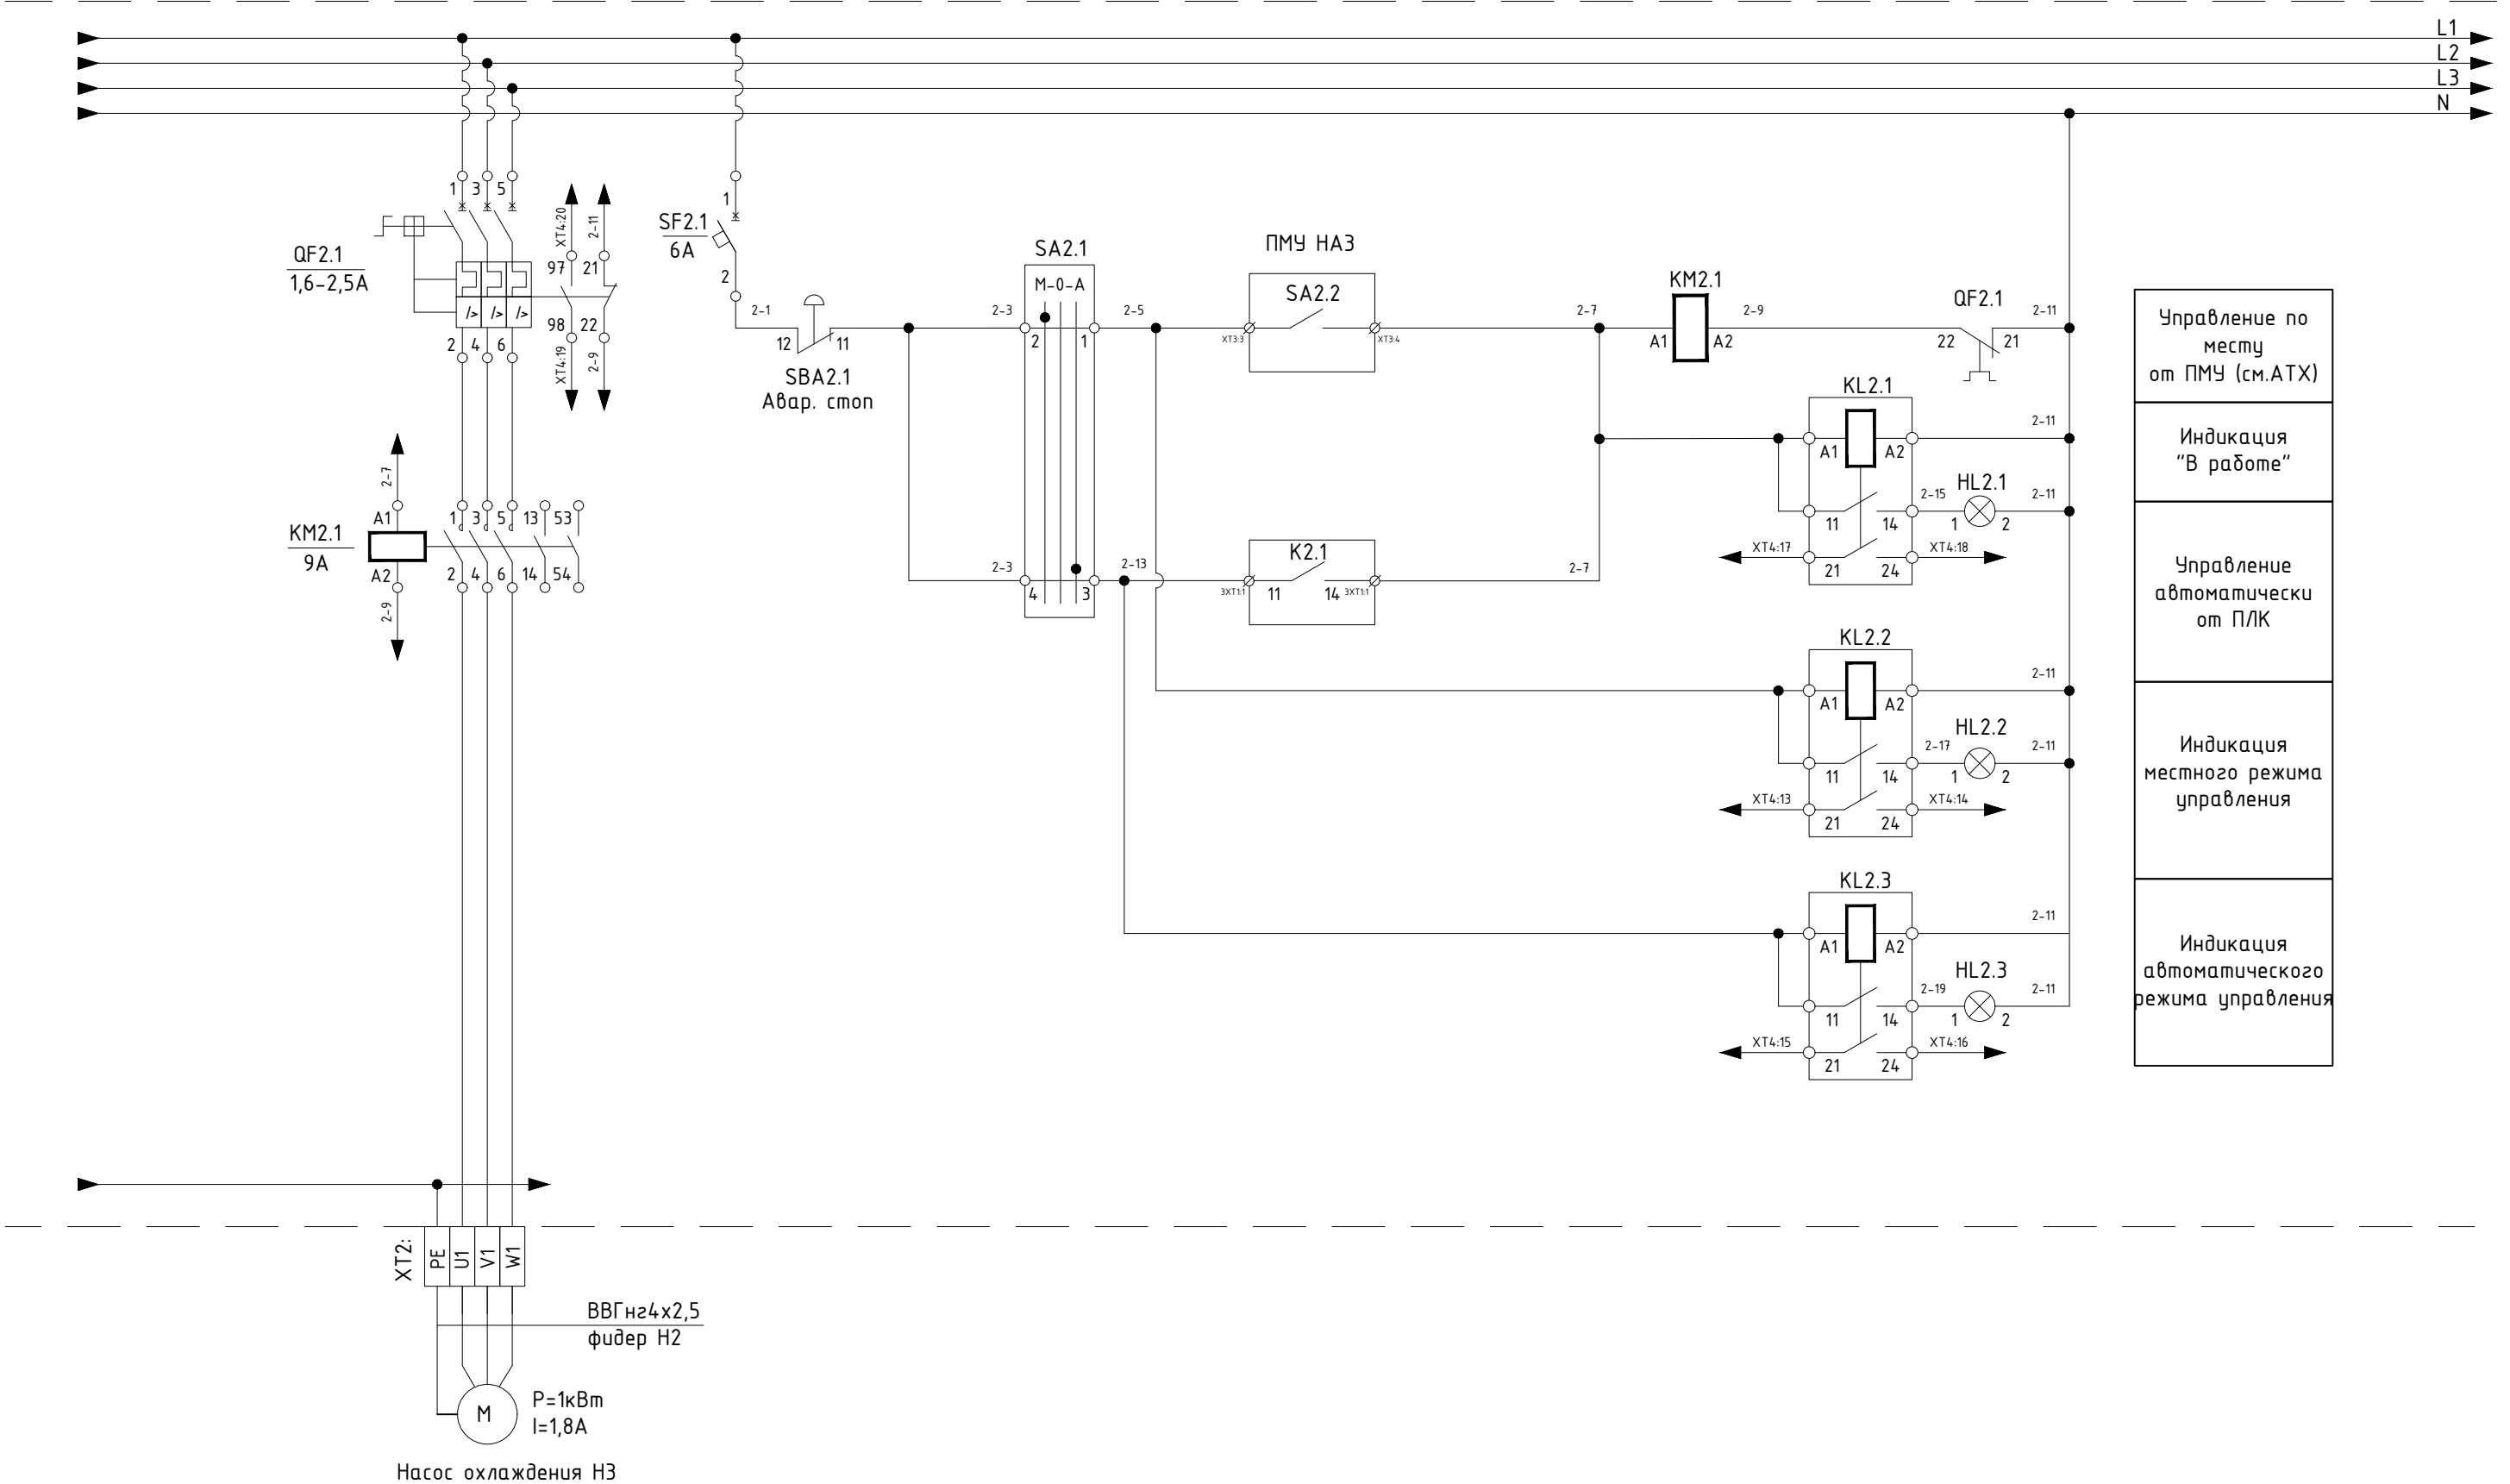 L1
L2
L3
N
1 3 5
QF2.1
1,6-2,5А
I> I> I>
2 4 6
XT4:20
2-11
97 21
98 22
XT4:19
2-9
2-7
A1
KM2.1
9А
A2
2-9
1 3 5 13 53
2 4 6 14 54
1
SF2.1
6А
2
2-1
12 11
SBA2.1
Авар. стоп
2-3
SA2.1
М-0-А
2 1
2-5
2-3
4 3
2-13
ПМУ НА3
SA2.2
XT3:3
XT3:4
K2.1
3XT1:1
11 14
3XT1:1
2-7
2-7
KM2.1
A1 A2
2-9
QF2.1
22 21
2-11
KL2.1
A1 A2
2-11
HL2.1
11 14
2-15
1 2
2-11
XT4:17
21 24
XT4:18
KL2.2
A1 A2
2-11
HL2.2
11 14
2-17
1 2
2-11
XT4:13
21 24
XT4:14
KL2.3
A1 A2
2-11
HL2.3
11 14
2-19
1 2
2-11
XT4:15
21 24
XT4:16
Управление по
месту
от ПМУ (см.АТХ)
Индикация
"В работе"
Управление
автоматически
от ПЛК
Индикация
местного режима
управления
Индикация
автоматического
режима управления
XT2:
PE
U1
V1
W1
ВВГнг4х2,5
фидер Н2
M
P=1кВт
I=1,8А
Насос охлаждения Н3